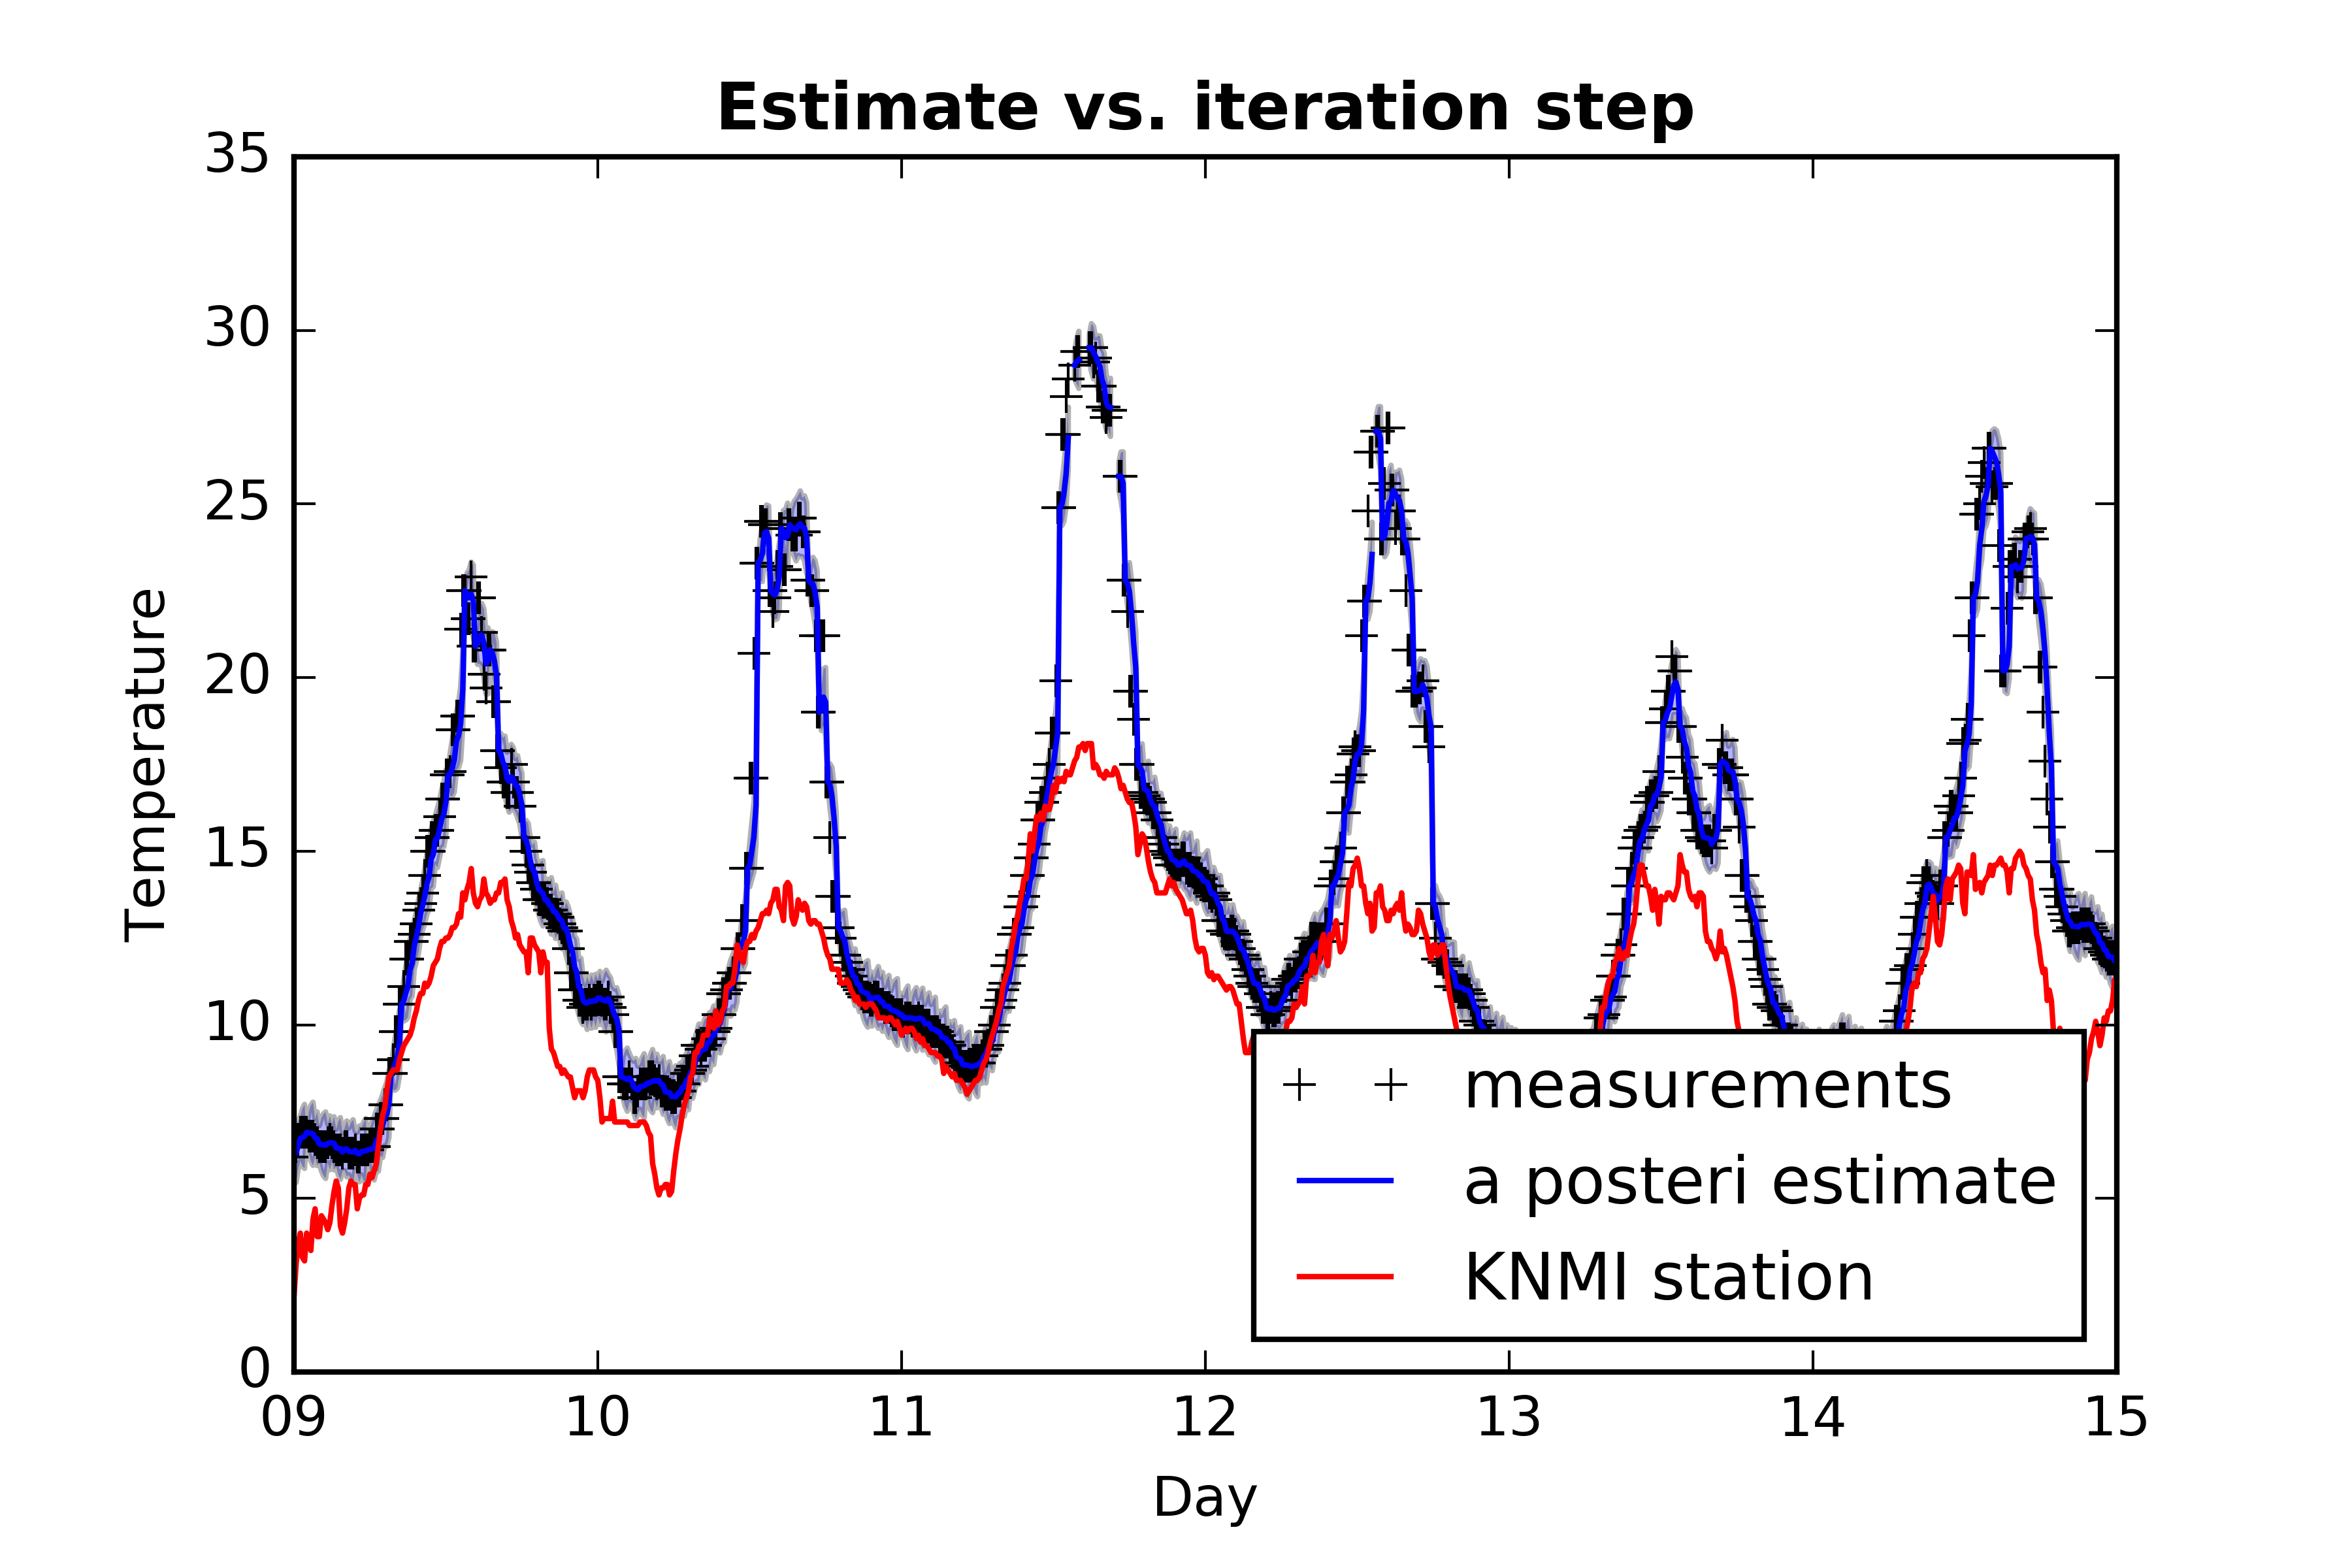 Estimate vs. iteration step
Temperature
35
30
25
20
15
10
5
0
09 10 11 12 13 14 15
Day
measurements
a posteri estimate
KNMI station